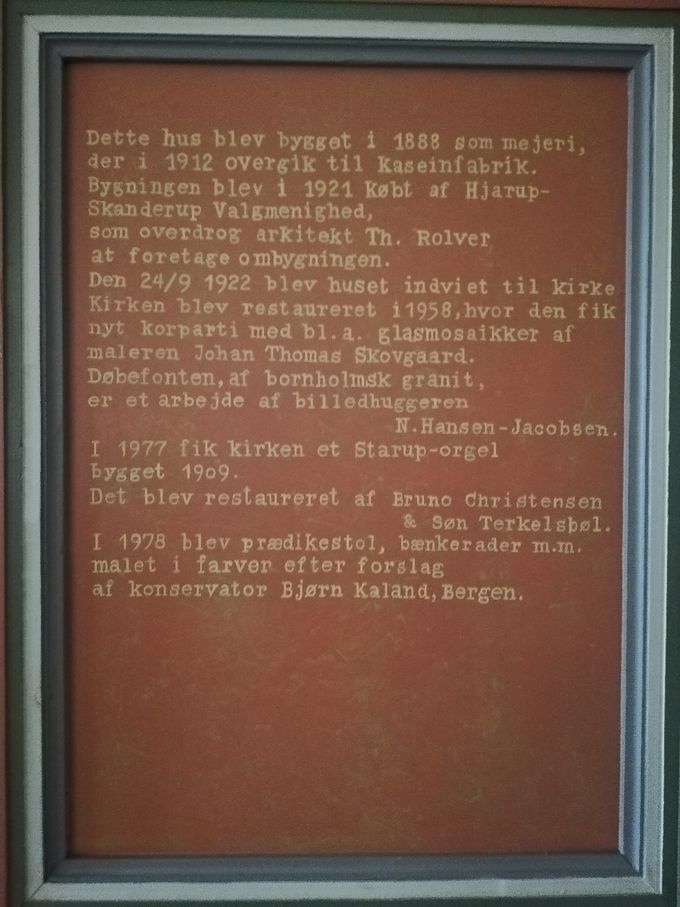 Dette hus blev bygget i 1888 som mejeri,
der i 1912 overgik til kaseinfabrik.
Bygningen blev i 1921 købt af Hjarup-
Skanderup Valgmenighed,
som overdrog arkitekt Th. Rolver
at foretage ombygningen.
Den 24/9 1922 blev huset indviet til kirke
Kirken blev restaureret i1958,hvor den fik
nyt korparti med bl.a. glasmosaikker af
maleren Johan Thomas Skovgaard.
Døbefonten,af bornholmsk granit,
er et arbejde af billedhuggeren
N.Hansen-Jacobsen.
I 1977 fik kirken et Starup-orgel
bygget 1909.
Det blev restaureret af Bruno Christensen
& Søn Terkelsbøl.
I 1978 blev prædikestol, bænkerader m.m.
malet i farver efter forslag
af konservator Bjørn Kaland,Bergen.